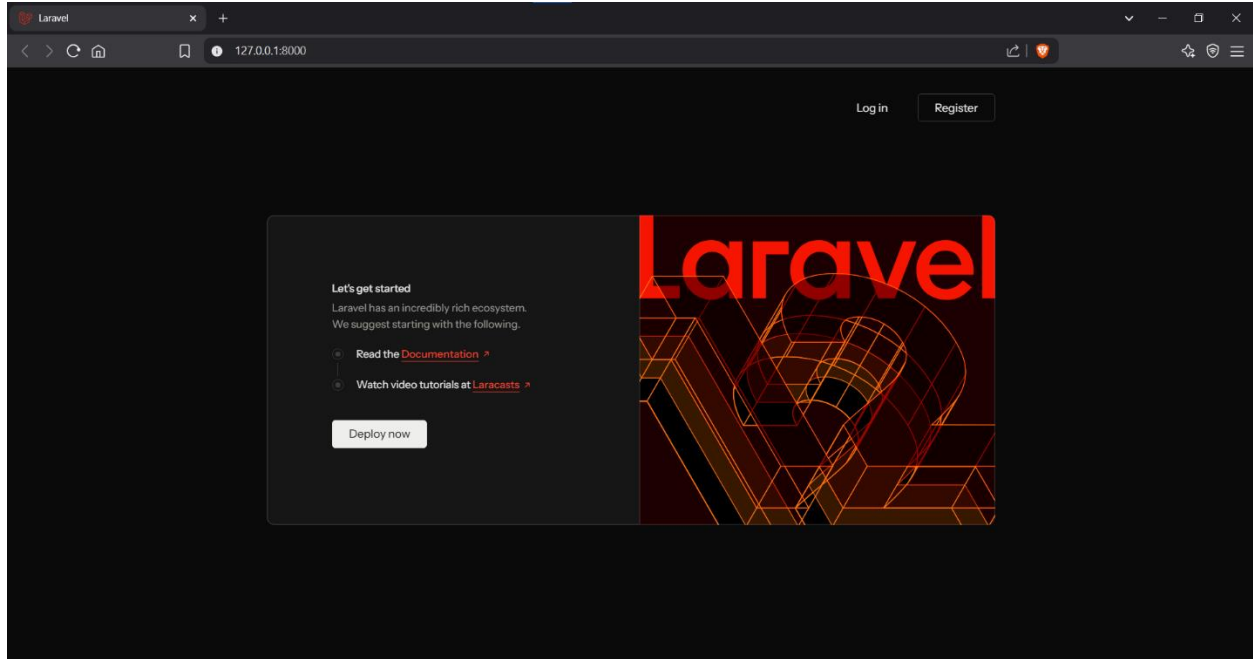 Laravel
127.0.0.1:8000
Log in Register
Laravel
Let's get started
Laravel has an incredibly rich ecosystem.
We suggest starting with the following.
Read the Documentation
Watch video tutorials at Laracasts
Deploy now